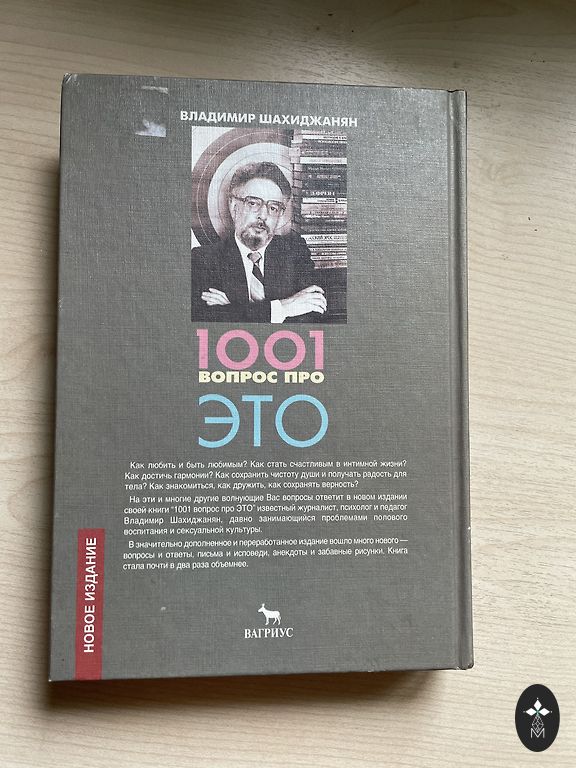 ВЛАДИМИР ШАХИДЖАНЯН
1001
ВОПРОС ПРО
ЭТО
Как любить и быть любимым? Как стать счастливым в интимной жизни?
Как достичь гармонии? Как сохранить чистоту души и получать радость для
тела? Как знакомиться, как дружить, как сохранять верность?
На эти и многие другие волнующие Вас вопросы ответит в новом издании
своей книги "1001 вопрос про ЭТО" известный журналист, психолог и педагог
Владимир Шахиджанян, давно занимающийся проблемами полового
воспитания и сексуальной культуры.
В значительно дополненное и переработанное издание вошло много нового —
вопросы и ответы, письма и исповеди, анекдоты и забавные рисунки. Книга
стала почти в два раза объемнее.
НОВОЕ ИЗДАНИЕ
ВАГРИУС
М